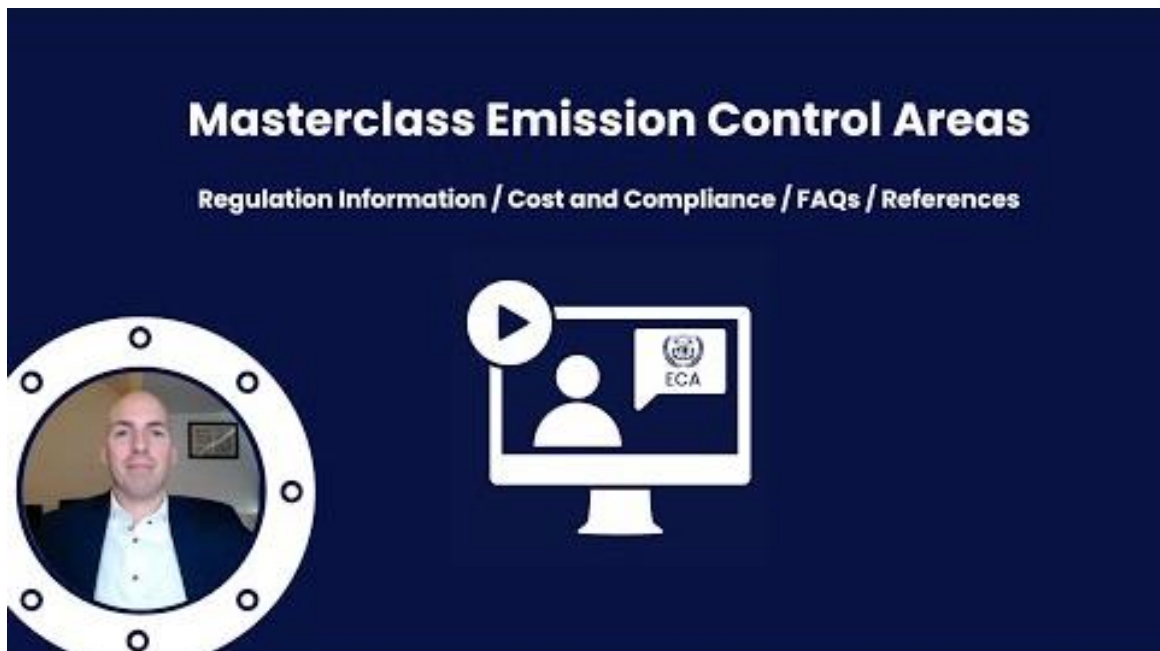 Masterclass Emission Control Areas
Regulation Information / Cost and Compliance / FAQs / References
ECA